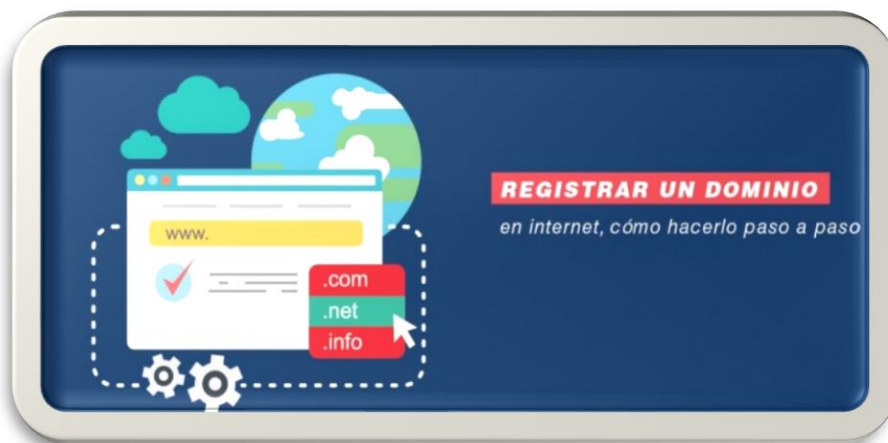 REGISTRAR UN DOMINIO
en internet, cómo hacerlo paso a paso
www.
.com
.net
.info